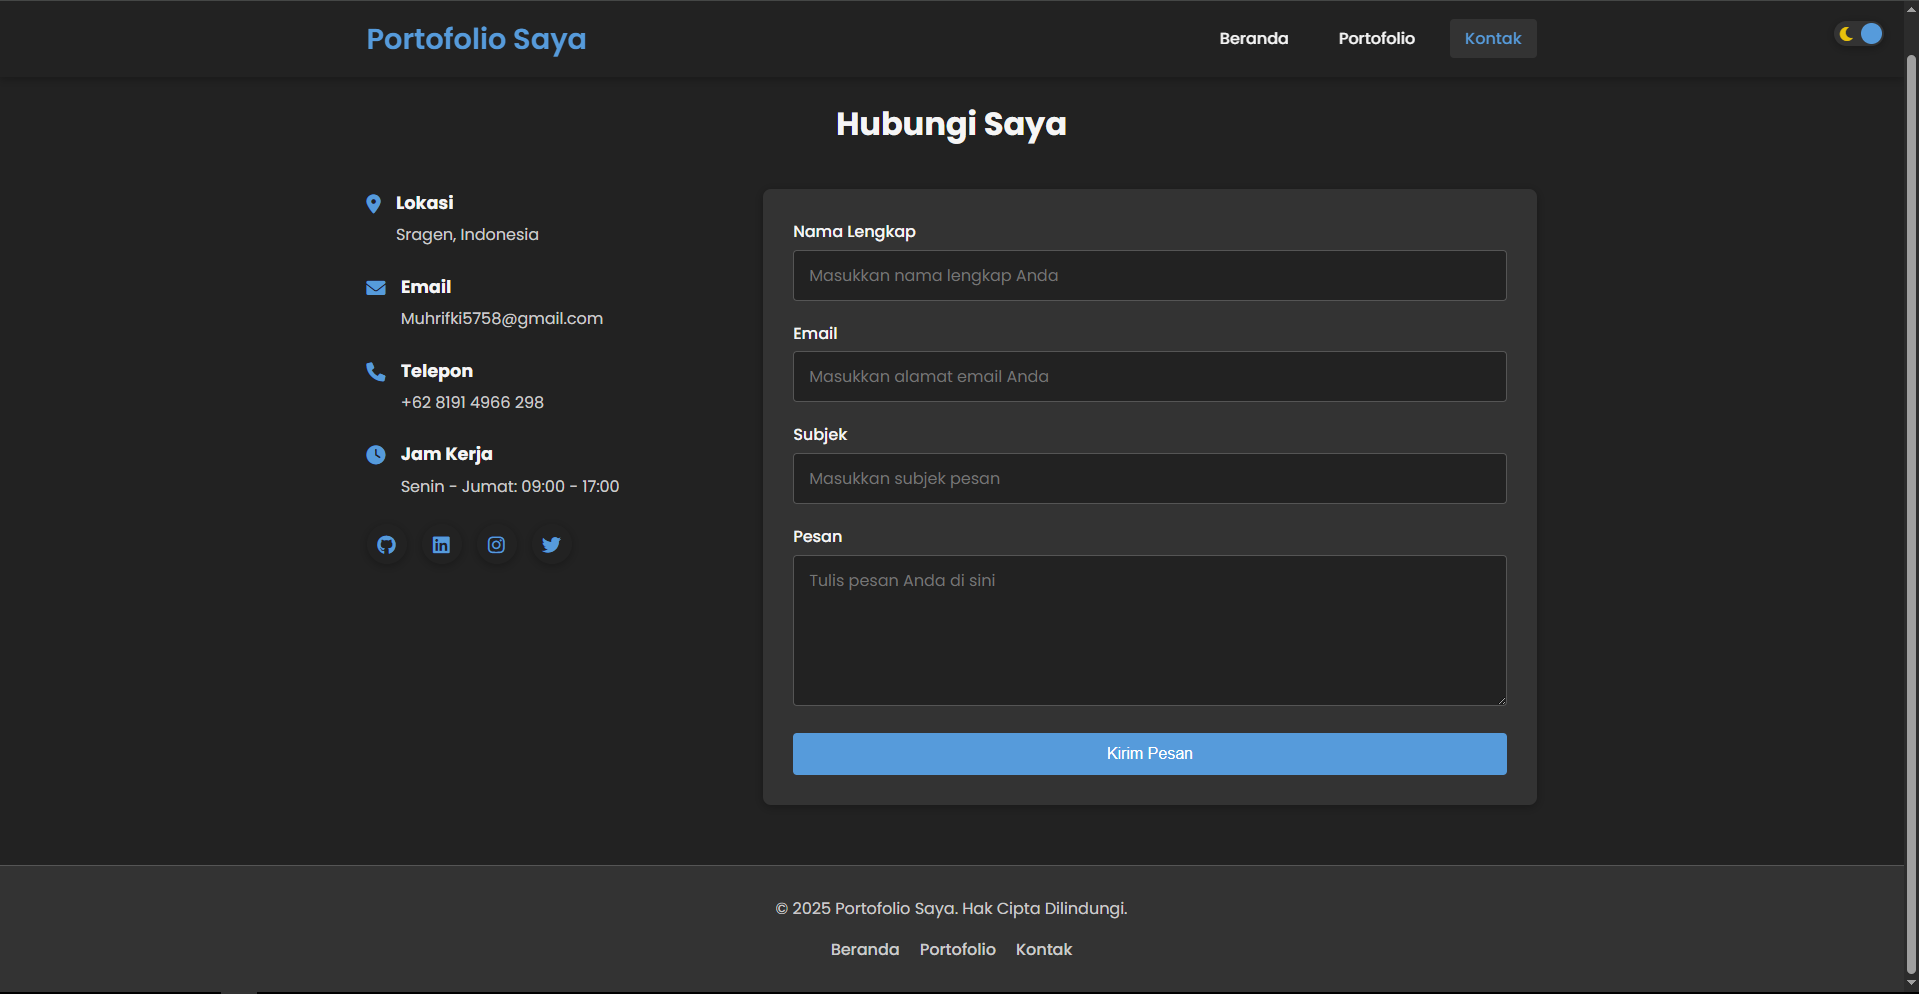 Portofolio Saya
Beranda
Portofolio
Kontak
Hubungi Saya
Lokasi
Sragen, Indonesia
Email
Muhrifki5758@gmail.com
Telepon
+62 8191 4966 298
Jam Kerja
Senin - Jumat: 09:00 - 17:00
Nama Lengkap
Masukkan nama lengkap Anda
Email
Masukkan alamat email Anda
Subjek
Masukkan subjek pesan
Pesan
Tulis pesan Anda di sini
Kirim Pesan
© 2025 Portofolio Saya. Hak Cipta Dilindungi.
Beranda Portofolio Kontak